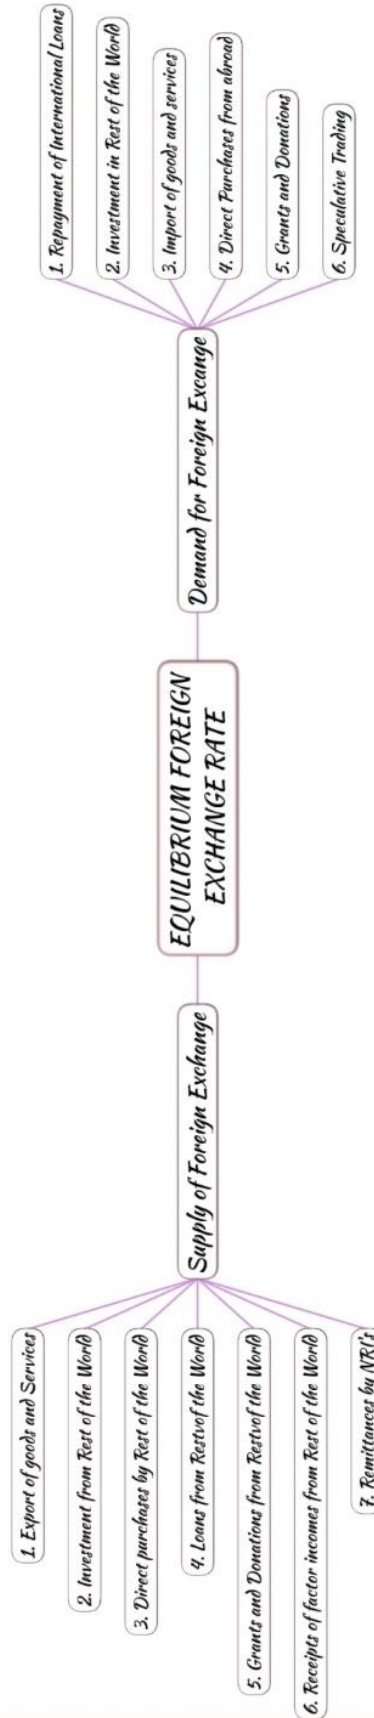 EQUILIBRIUM FOREIGN
EXCHANGE RATE
Supply of Foreign Exchange
1. Export of goods and Services
2. Investment from Rest of the World
3. Direct purchases by Rest of the World
4. Loans from Restvof the World
5. Grants and Donations from Restvof the World
6. Receipts of factor incomes from Rest of the World
7. Remittances by NRI's
Demand for Foreign Excange
1. Repayment of International Loans
2. Investment in Rest of the World
3. Import of goods and services
4. Direct Purchases from abroad
5. Grants and Donations
6. Speculative Trading